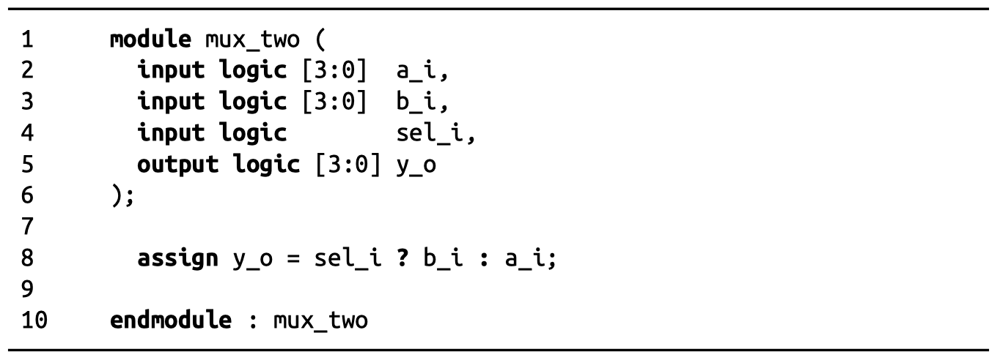 1 module mux_two (
2 input logic [3:0] a_i,
3 input logic [3:0] b_i,
4 input logic sel_i,
5 output logic [3:0] y_o
6 );
7
8 assign y_o = sel_i ? b_i : a_i;
9
10 endmodule : mux_two